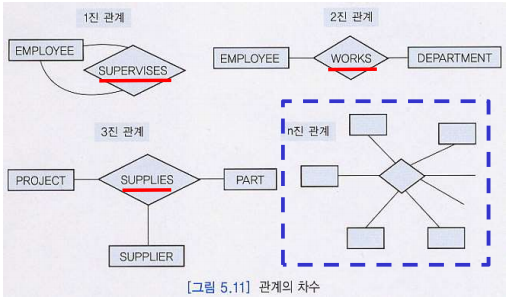 1진 관계
EMPLOYEE
SUPERVISES
2진 관계
EMPLOYEE
WORKS
DEPARTMENT
3진 관계
PROJECT
SUPPLIES
PART
SUPPLIER
n진 관계
[그림 5.11] 관계의 차수